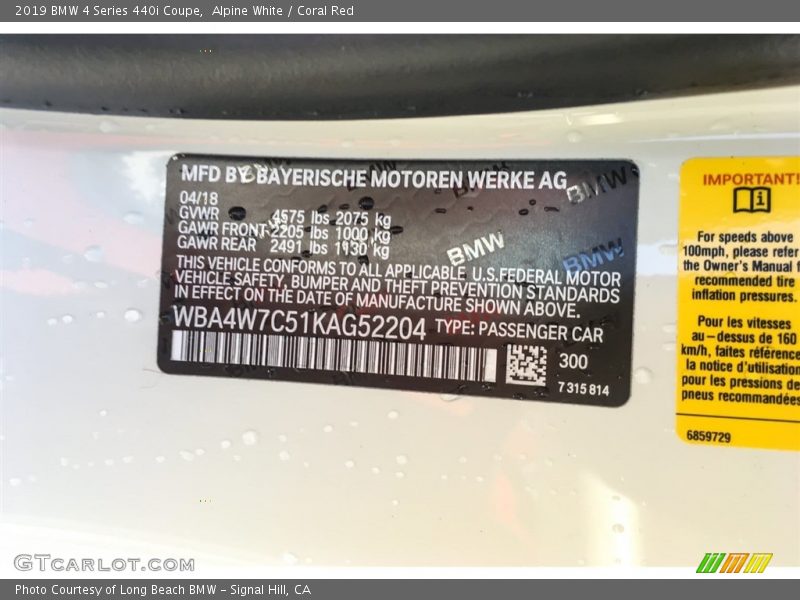 2019 BMW 4 Series 440i Coupe,  Alpine White / Coral Red
MFD BY BAYERISCHE MOTOREN WERKE AG
04/18
GVWR 4575 lbs 2075 kg
GAWR FRONT 2205 lbs 1000 kg
GAWR REAR 2491 lbs 1130 kg
THIS VEHICLE CONFORMS TO ALL APPLICABLE U.S.FEDERAL MOTOR
VEHICLE SAFETY, BUMPER AND THEFT PREVENTION STANDARDS
IN EFFECT ON THE DATE OF MANUFACTURE SHOWN ABOVE.
WBA4W7C51KAG52204 TYPE: PASSENGER CAR
300
7 315 814
BMW
BMW
BMW
IMPORTANT!
For speeds above
100mph, please refer
the Owner's Manual
recommended tire
inflation pressures.
Pour les vitesses
au-dessus de 160
km/h, faites référence
la notice d'utilisation
pour les pressions de
pneus recommandées
6859729
GTCARLOT.COM
Photo Courtesy of Long Beach BMW - Signal Hill, CA